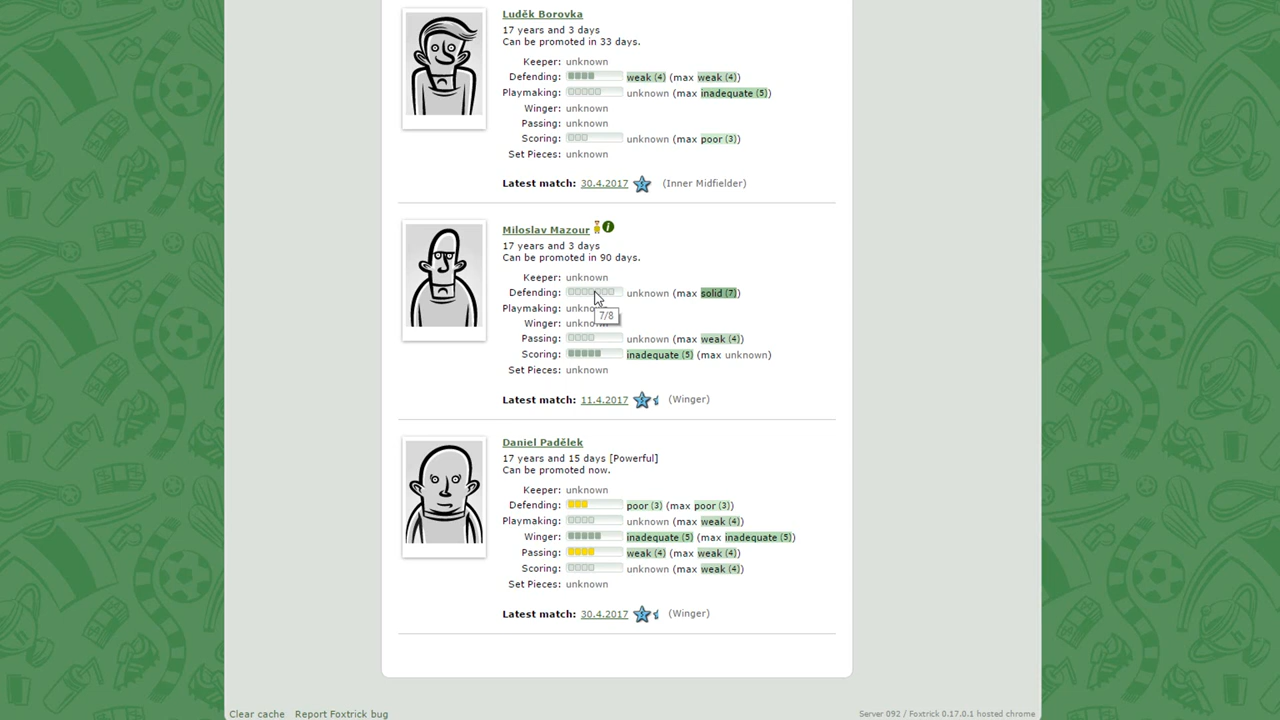 Luděk Borovka
17 years and 3 days
Can be promoted in 33 days.
Keeper: unknown
Defending: weak (4) (max weak (4))
Playmaking: unknown (max inadequate (5))
Winger: unknown
Passing: unknown
Scoring: unknown (max poor (3))
Set Pieces: unknown
Latest match: 30.4.2017 (Inner Midfielder)
Miloslav Mazour
17 years and 3 days
Can be promoted in 90 days.
Keeper: unknown
Defending: unknown (max solid (7))
Playmaking: unknown
7/8
Winger: unknown
Passing: unknown (max weak (4))
Scoring: inadequate (5) (max unknown)
Set Pieces: unknown
Latest match: 11.4.2017 (Winger)
Daniel Padělek
17 years and 15 days [Powerful]
Can be promoted now.
Keeper: unknown
Defending: poor (3) (max poor (3))
Playmaking: unknown (max weak (4))
Winger: inadequate (5) (max inadequate (5))
Passing: weak (4) (max weak (4))
Scoring: unknown (max weak (4))
Set Pieces: unknown
Latest match: 30.4.2017 (Winger)
Clear cache Report Foxtrick bug Server 092 / Foxtrick 0.17.0.1 hosted chrome